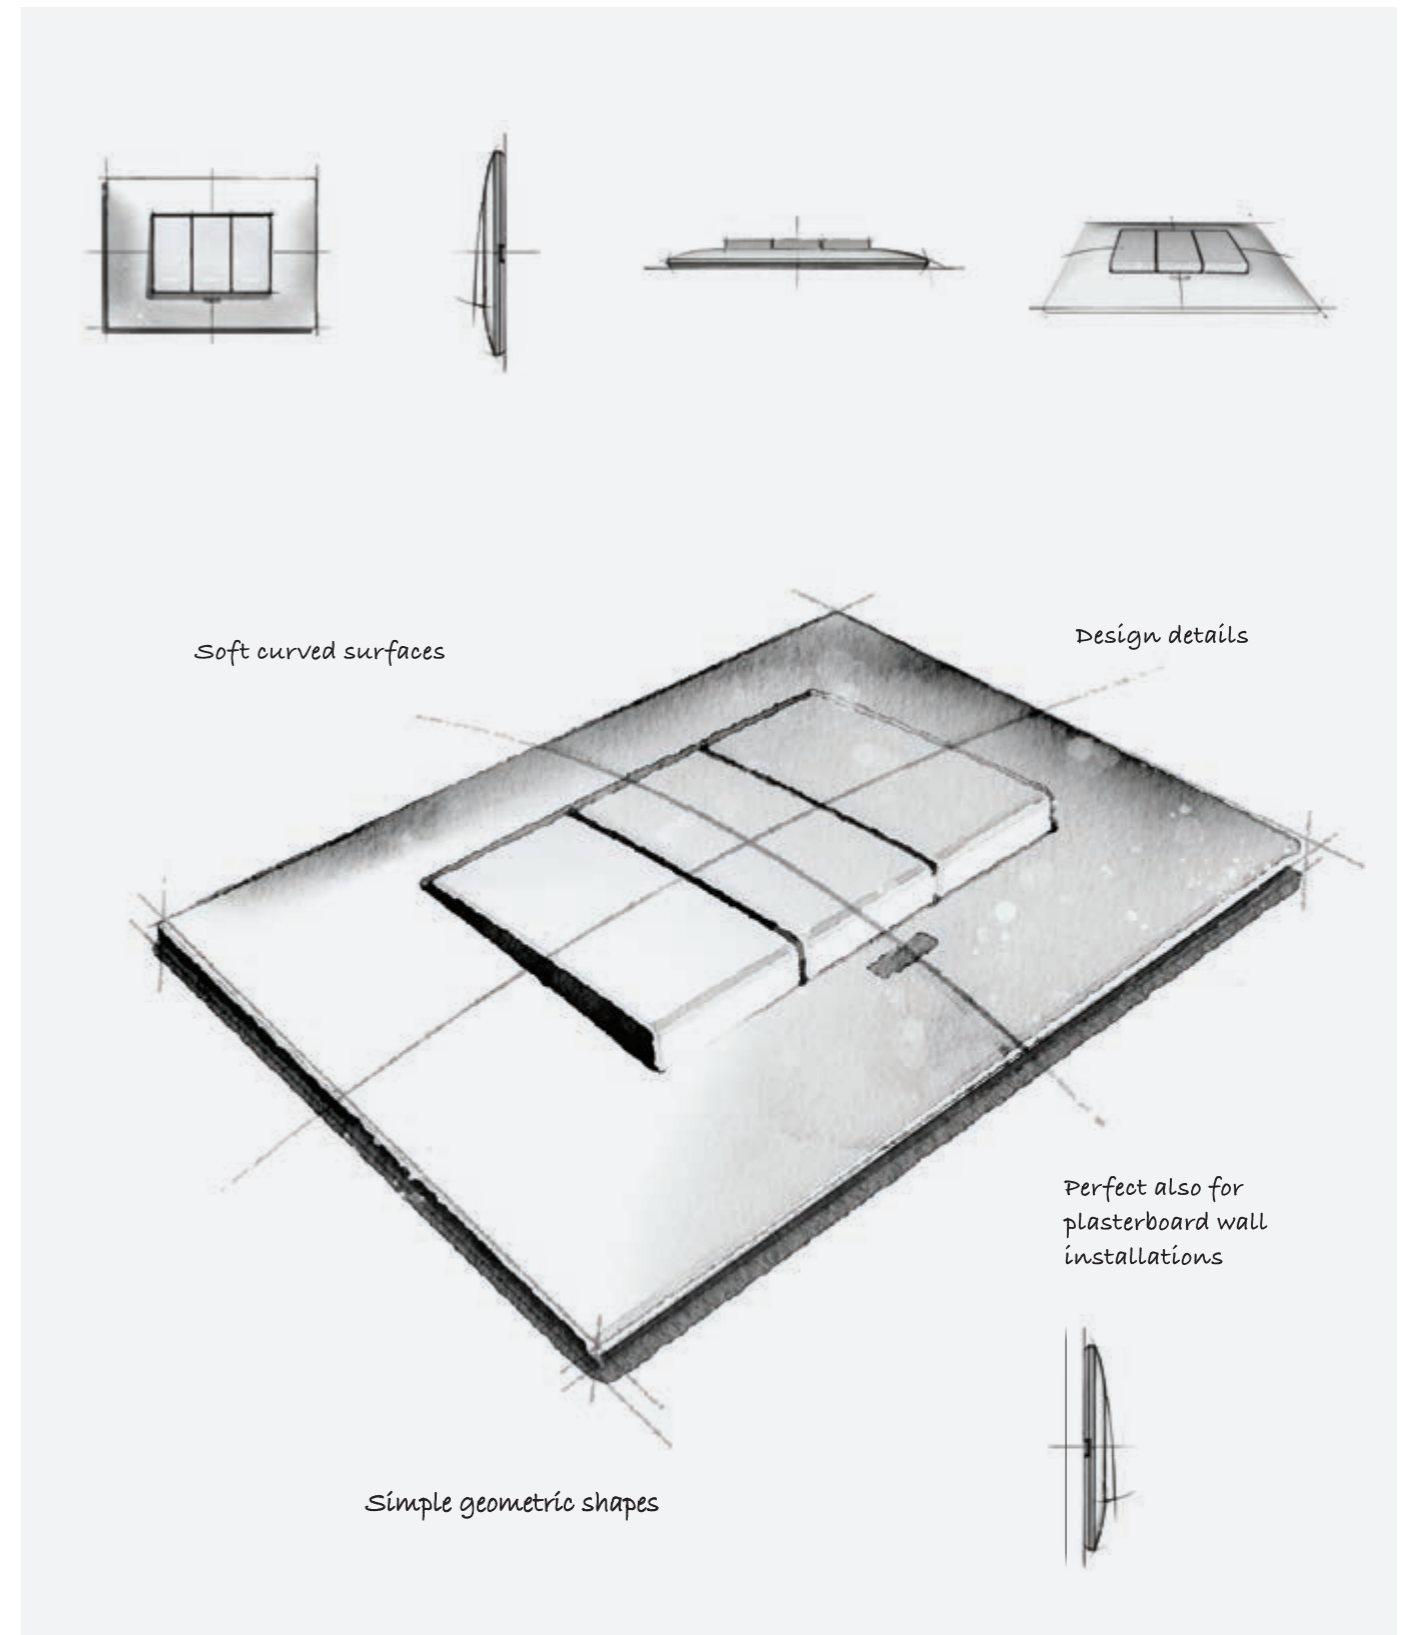 Soft curved surfaces
Design details
Perfect also for
plasterboard wall
installations
Simple geometric shapes